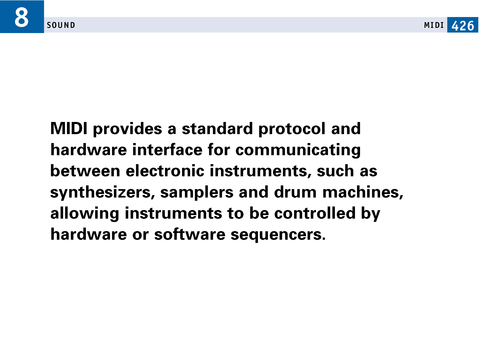 8
SOUND
MIDI 426
MIDI provides a standard protocol and
hardware interface for communicating
between electronic instruments, such as
synthesizers, samplers and drum machines,
allowing instruments to be controlled by
hardware or software sequencers.